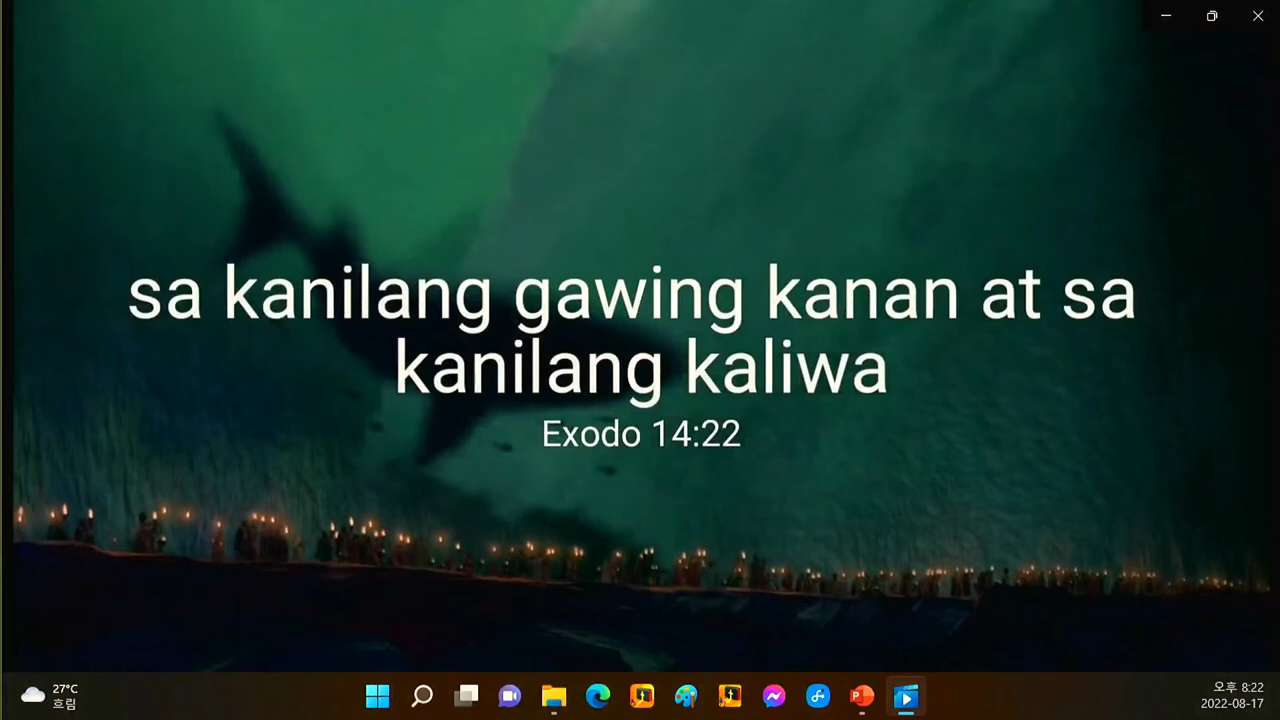 sa kanilang gawing kanan at sa
kanilang kaliwa
Exodo 14:22
27°C
흐림
오후 8:22
2022-08-17